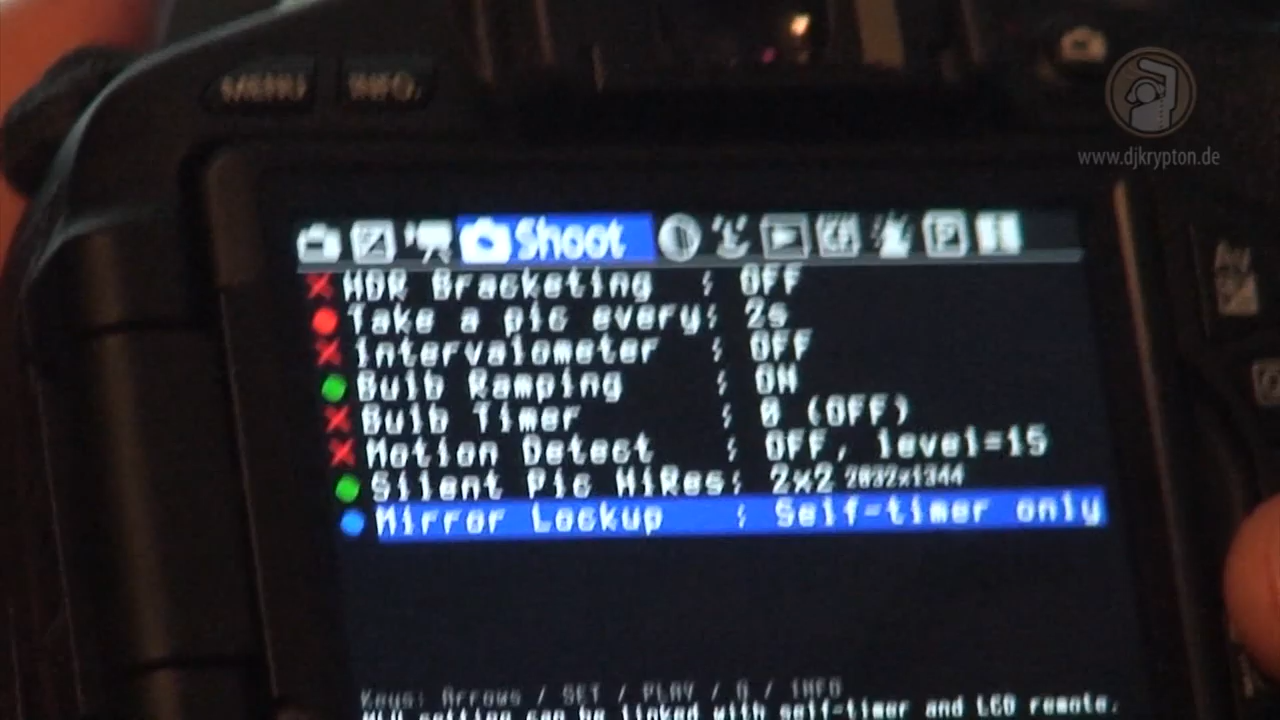 MENU INFO.
www.djkrypton.de
Shoot
HDR Bracketing : OFF
Take a pic every: 2s
Intervalometer : OFF
Bulb Ramping : ON
Bulb Timer : 0 (OFF)
Motion Detect : OFF, level=15
Silent Pic HiRes: 2x2 2032x1344
Mirror Lockup : Self-timer only
Keys: Arrows / SET / PLAY / Q / INFO
MLU setting can be linked with self-timer and LCD remote.